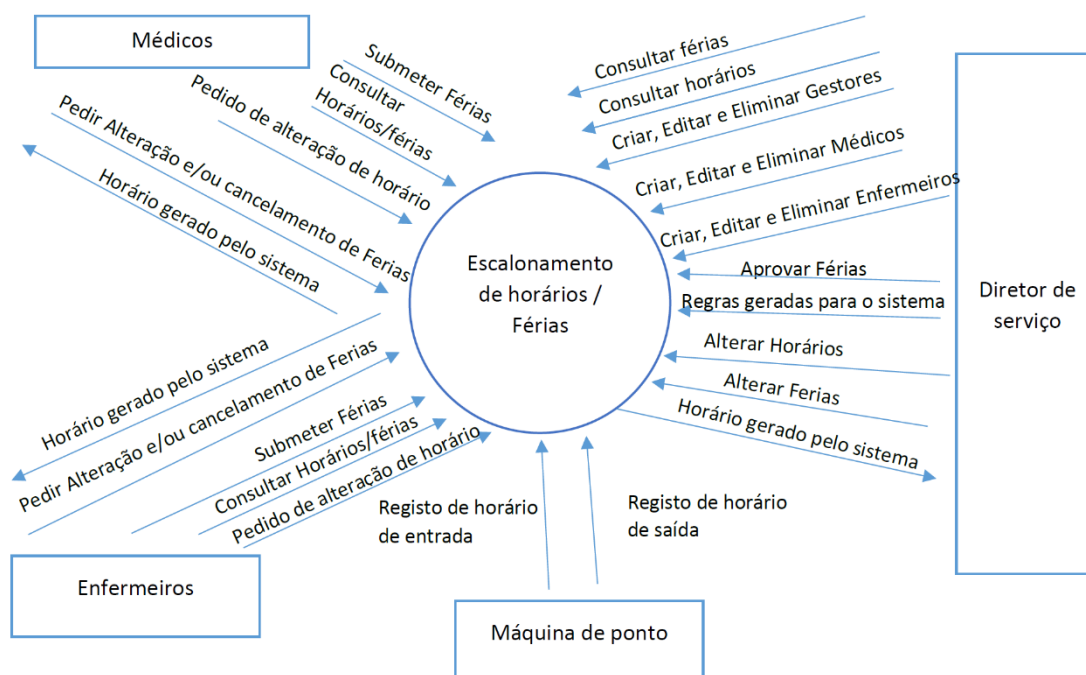 Médicos
Submeter Férias
Consultar
Horários/férias
Pedido de alteração de horário
Pedir Alteração e/ou cancelamento de Ferias
Horário gerado pelo sistema
Consultar férias
Consultar horários
Criar, Editar e Eliminar Gestores
Criar, Editar e Eliminar Médicos
Criar, Editar e Eliminar Enfermeiros
Aprovar Férias
Regras geradas para o sistema
Alterar Horários
Alterar Ferias
Horário gerado pelo sistema
Diretor de
serviço
Escalonamento
de horários /
Férias
Horário gerado pelo sistema
Pedir Alteração e/ou cancelamento de Ferias
Submeter Férias
Consultar Horários/férias
Pedido de alteração de horário
Enfermeiros
Registo de horário
de entrada
Registo de horário
de saída
Máquina de ponto